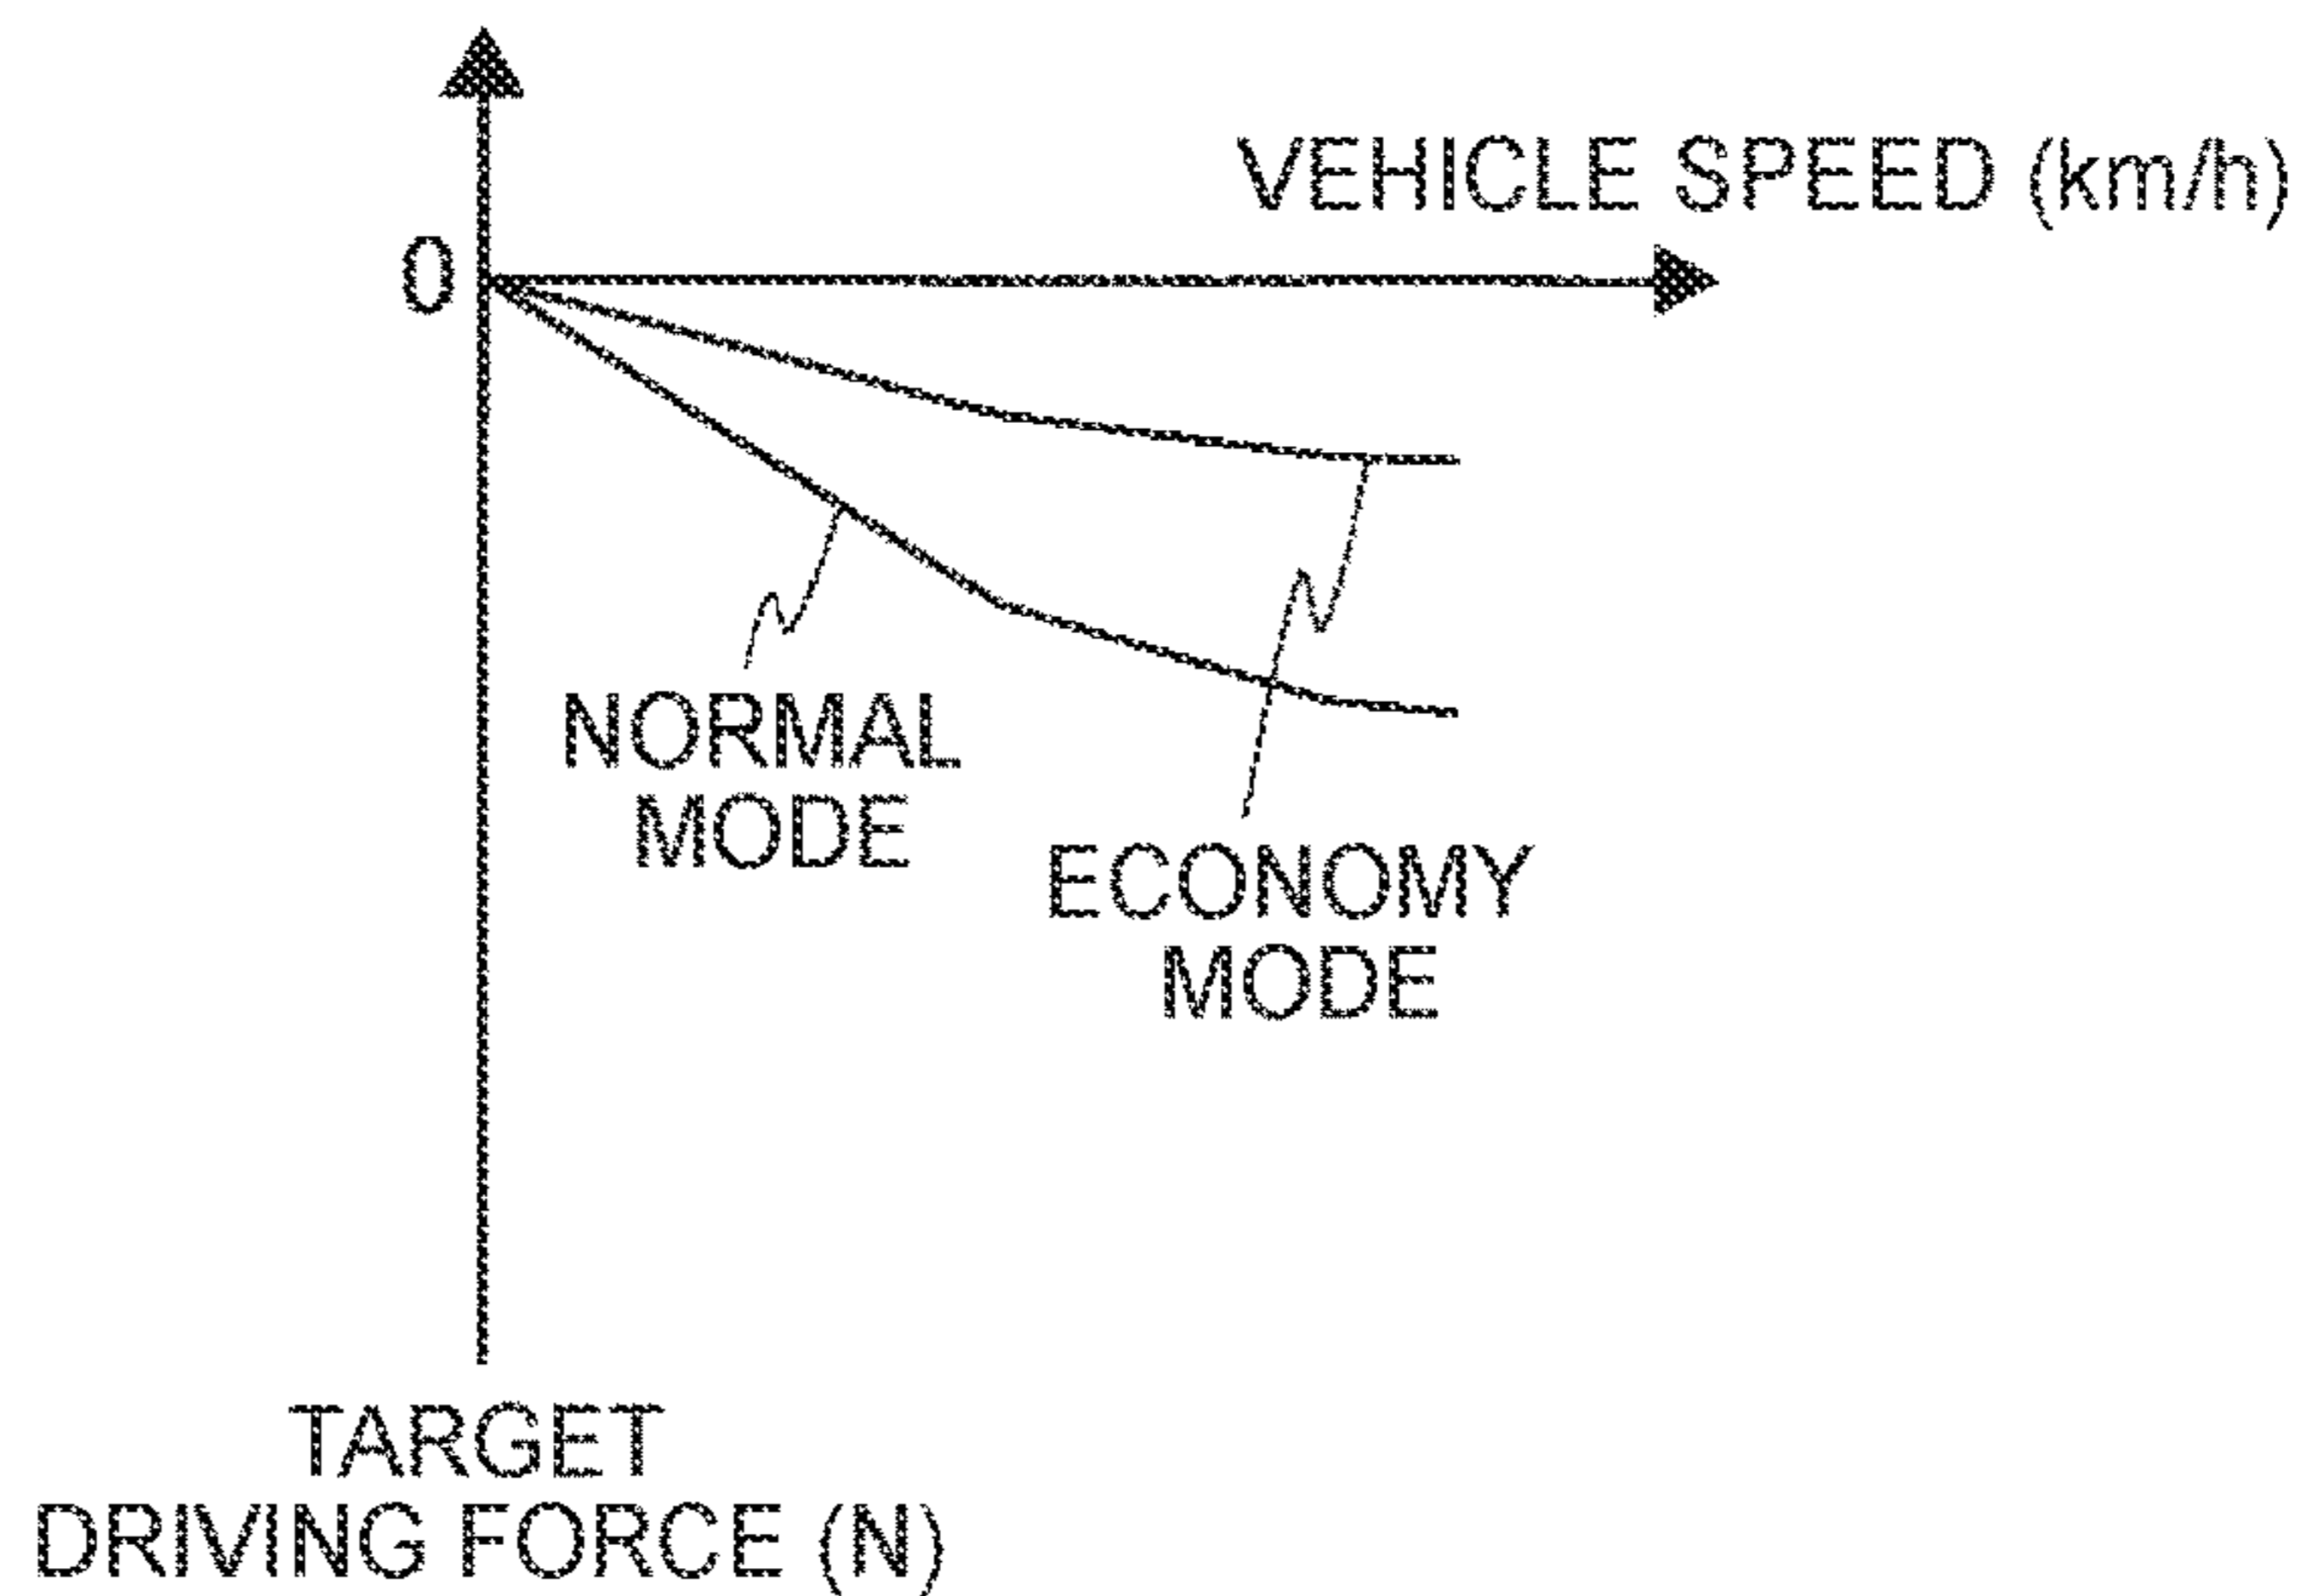 VEHICLE SPEED (km/h)
0
NORMAL
MODE
ECONOMY
MODE
TARGET
DRIVING FORCE (N)